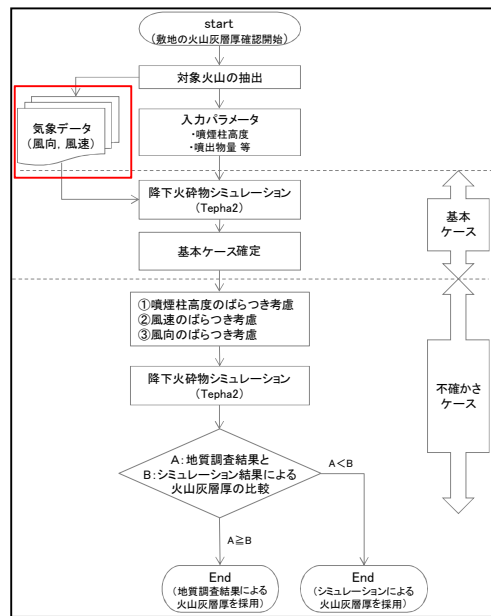 start
(敷地の火山灰層厚確認開始)
対象火山の抽出
気象データ
(風向, 風速)
入力パラメータ
・噴煙柱高度
・噴出物量 等
降下火砕物シミュレーション
(Tepha2)
基本ケース確定
基本
ケース
①噴煙柱高度のばらつき考慮
②風速のばらつき考慮
③風向のばらつき考慮
降下火砕物シミュレーション
(Tepha2)
不確かさ
ケース
A:地質調査結果と
B:シミュレーション結果による
火山灰層厚の比較
A<B
A≧B
End
(地質調査結果による
火山灰層厚を採用)
End
(シミュレーションによる
火山灰層厚を採用)